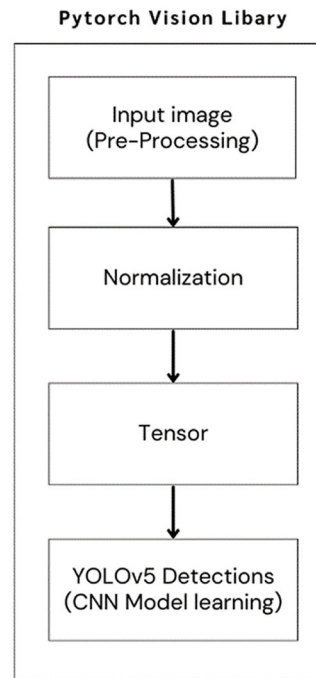 Pytorch Vision Libary
Input image
(Pre-Processing)
Normalization
Tensor
YOLOv5 Detections
(CNN Model learning)